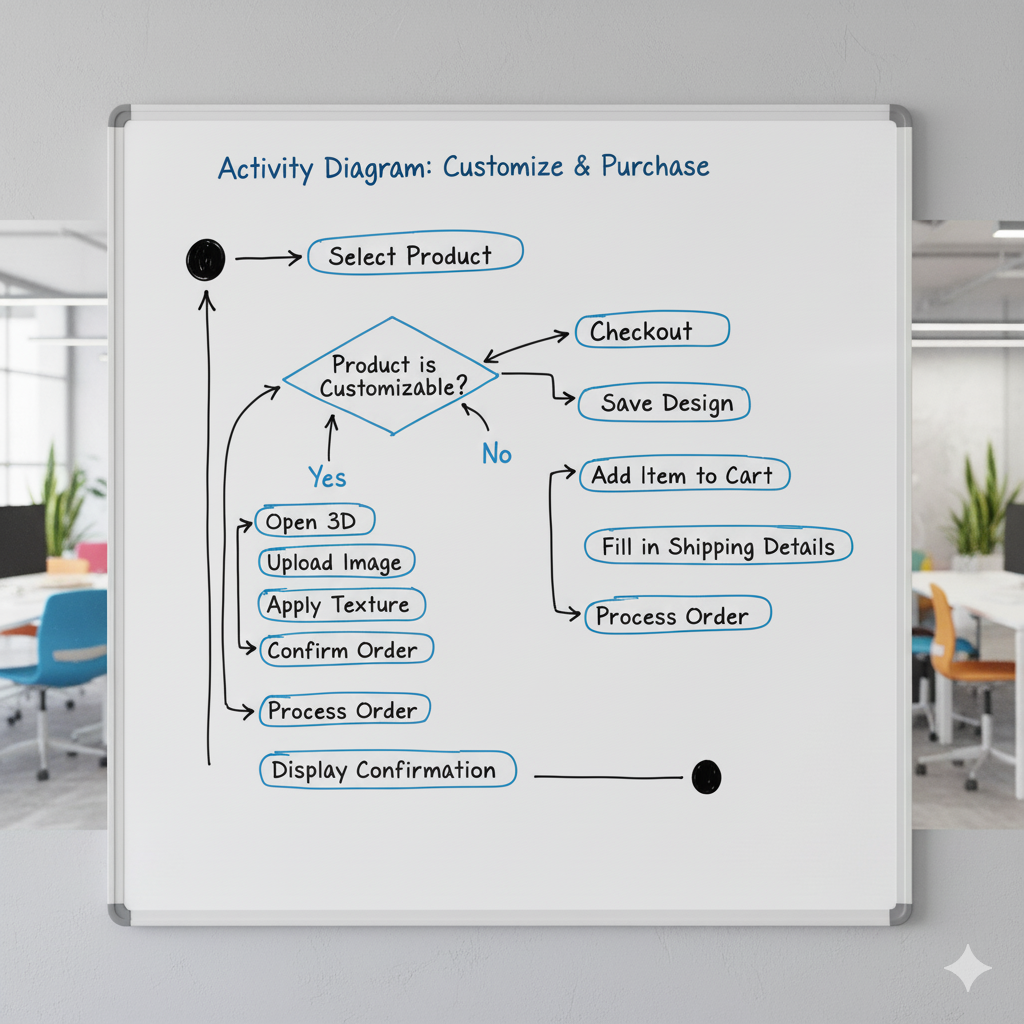 Activity Diagram: Customize & Purchase
Select Product
Product is
Customizable?
Yes
No
Open 3D
Upload Image
Apply Texture
Confirm Order
Process Order
Display Confirmation
Checkout
Save Design
Add Item to Cart
Fill in Shipping Details
Process Order